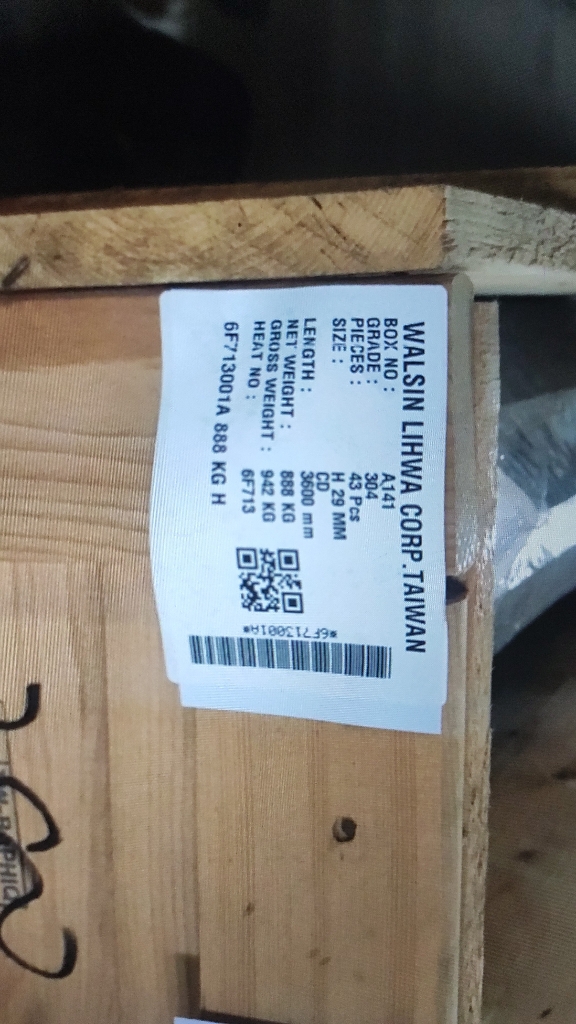 WALSIN LIHWA CORP.TAIWAN
BOX NO : A141
GRADE : 304
PIECES : 43 Pcs
SIZE : H 29 MM
CD
LENGTH : 3600 mm
NET WEIGHT : 888 KG
GROSS WEIGHT : 942 KG
HEAT NO : 6F713
6F713001A 888 KG H
*6F713001A*